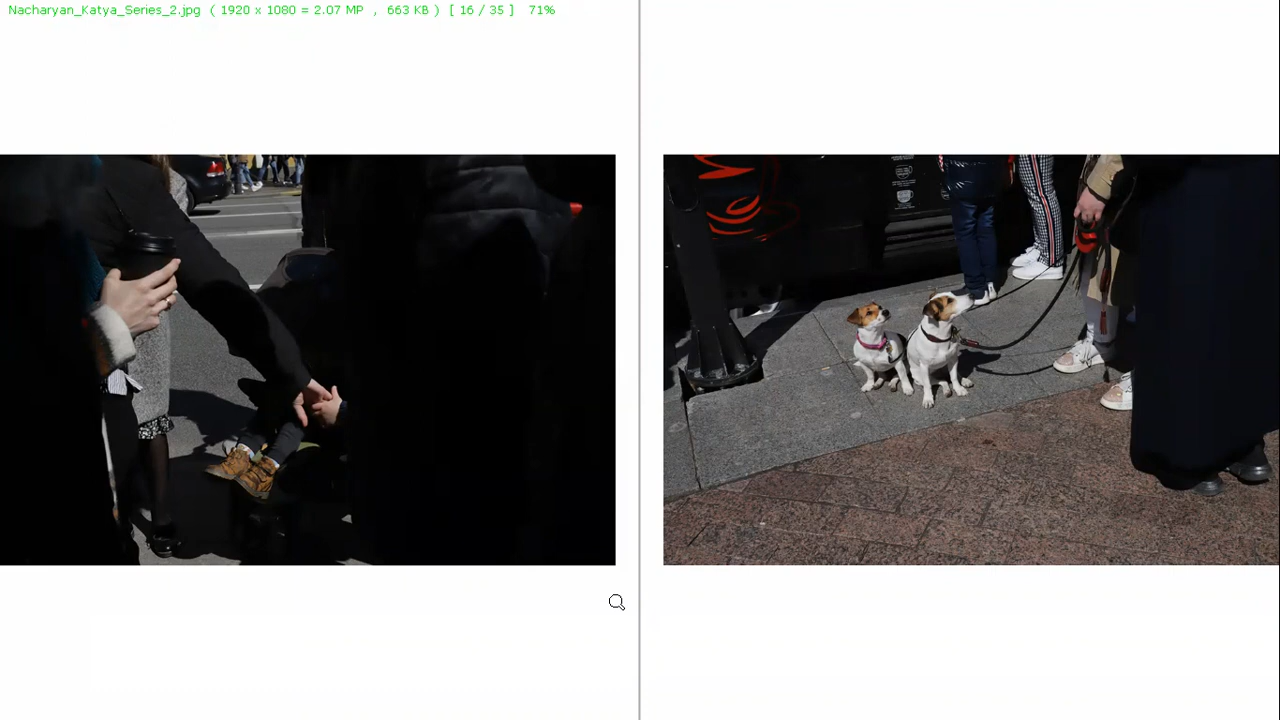 Nacharyan_Katya_Series_2.jpg ( 1920 x 1080 = 2.07 MP , 663 KB ) [ 16 / 35 ] 71%